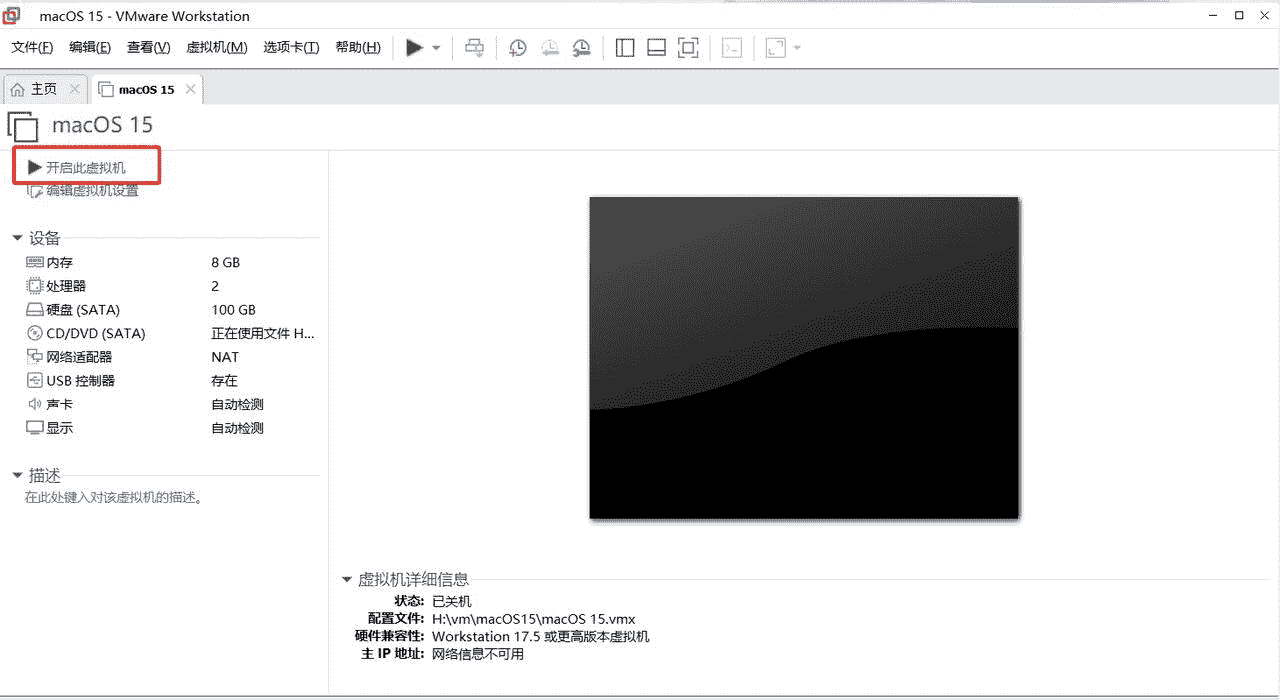 macOS 15 - VMware Workstation
文件(F) 编辑(E) 查看(V) 虚拟机(M) 选项卡(T) 帮助(H)
主页 macOS 15
macOS 15
开启此虚拟机
编辑虚拟机设置
设备
内存 8 GB
处理器 2
硬盘 (SATA) 100 GB
CD/DVD (SATA) 正在使用文件 H...
网络适配器 NAT
USB 控制器 存在
声卡 自动检测
显示 自动检测
描述
在此处键入对该虚拟机的描述。
虚拟机详细信息
状态: 已关机
配置文件: H:\vm\macOS15\macOS 15.vmx
硬件兼容性: Workstation 17.5 或更高版本虚拟机
主 IP 地址: 网络信息不可用